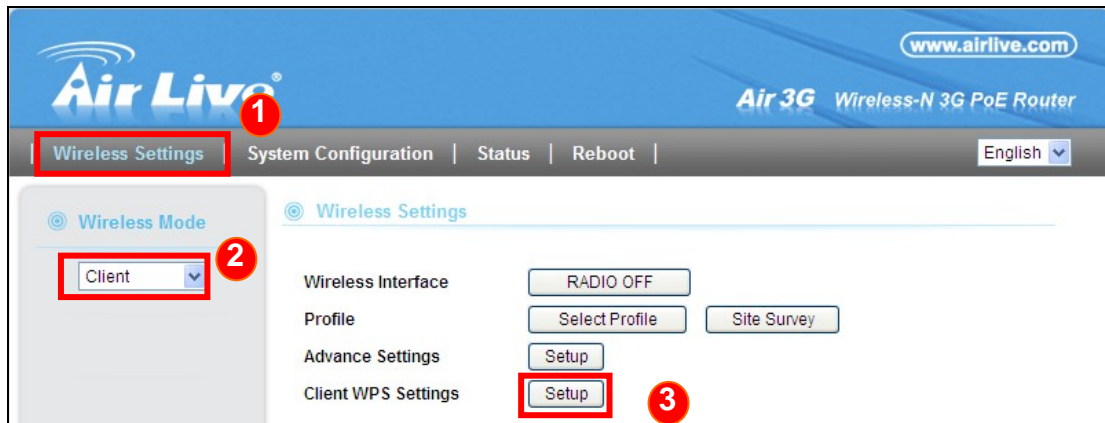 www.airlive.com
Air Live®
1
Air 3G Wireless-N 3G PoE Router
| Wireless Settings | System Configuration | Status | Reboot | English
Wireless Mode
2
Client
Wireless Settings
Wireless Interface RADIO OFF
Profile Select Profile Site Survey
Advance Settings Setup
Client WPS Settings Setup
3